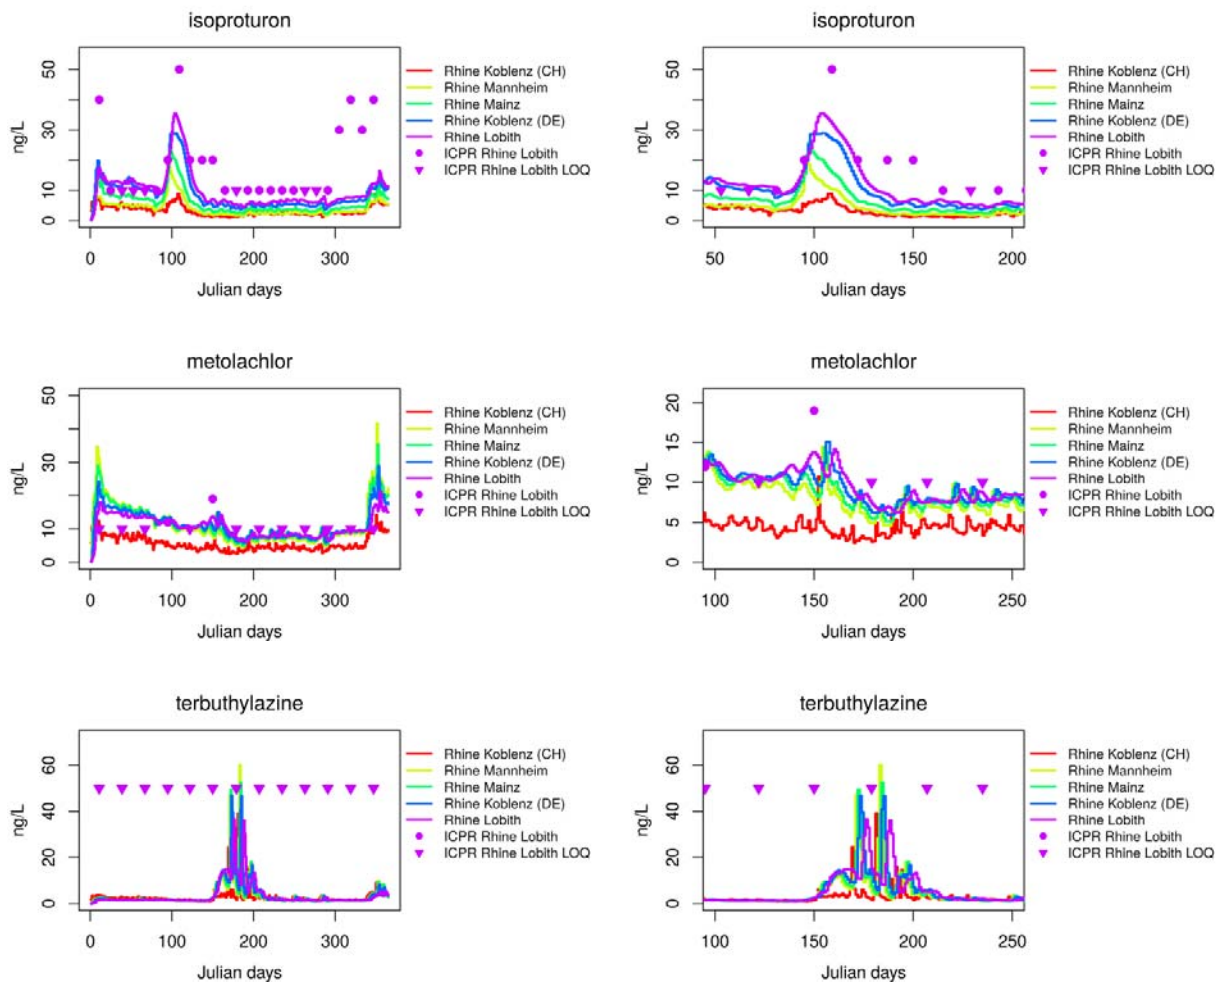 isoproturon
50
30
10
0
ng/L
0 100 200 300
Julian days
Rhine Koblenz (CH)
Rhine Mannheim
Rhine Mainz
Rhine Koblenz (DE)
Rhine Lobith
ICPR Rhine Lobith
ICPR Rhine Lobith LOQ
isoproturon
50
30
10
0
ng/L
50 100 150 200
Julian days
Rhine Koblenz (CH)
Rhine Mannheim
Rhine Mainz
Rhine Koblenz (DE)
Rhine Lobith
ICPR Rhine Lobith
ICPR Rhine Lobith LOQ
metolachlor
50
30
10
0
ng/L
0 100 200 300
Julian days
Rhine Koblenz (CH)
Rhine Mannheim
Rhine Mainz
Rhine Koblenz (DE)
Rhine Lobith
ICPR Rhine Lobith
ICPR Rhine Lobith LOQ
metolachlor
20
15
10
5
0
ng/L
100 150 200 250
Julian days
Rhine Koblenz (CH)
Rhine Mannheim
Rhine Mainz
Rhine Koblenz (DE)
Rhine Lobith
ICPR Rhine Lobith
ICPR Rhine Lobith LOQ
terbuthylazine
60
40
20
0
ng/L
0 100 200 300
Julian days
Rhine Koblenz (CH)
Rhine Mannheim
Rhine Mainz
Rhine Koblenz (DE)
Rhine Lobith
ICPR Rhine Lobith
ICPR Rhine Lobith LOQ
terbuthylazine
60
40
20
0
ng/L
100 150 200 250
Julian days
Rhine Koblenz (CH)
Rhine Mannheim
Rhine Mainz
Rhine Koblenz (DE)
Rhine Lobith
ICPR Rhine Lobith
ICPR Rhine Lobith LOQ